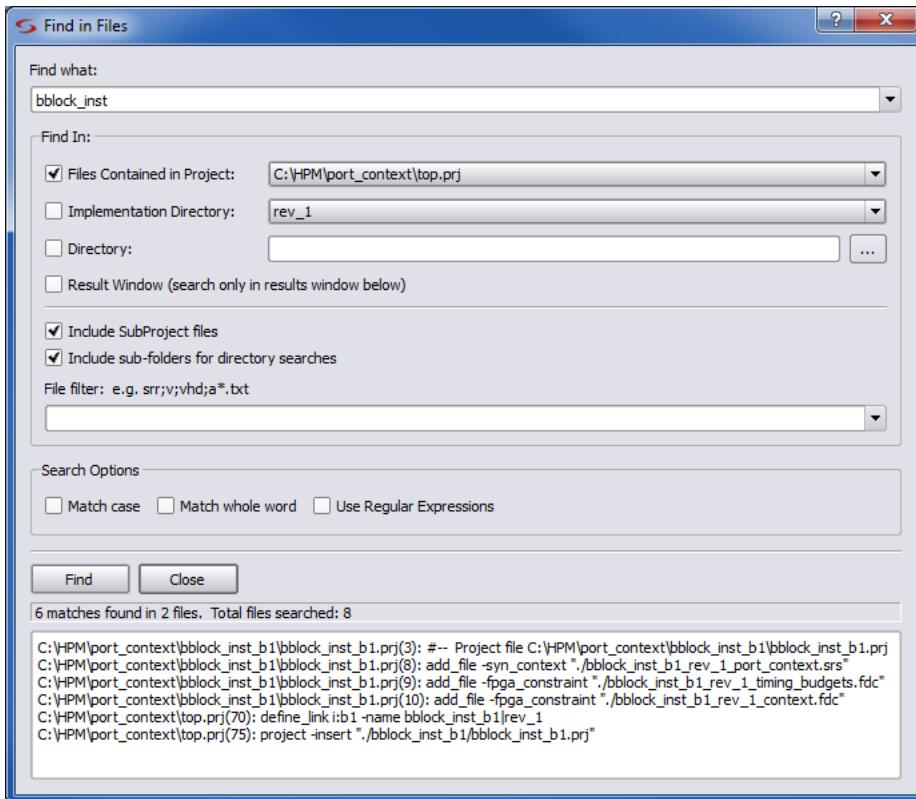 Find in Files
Find what:
bblock_inst
Find In:
Files Contained in Project: C:\HPM\port_context\top.prj
Implementation Directory: rev_1
Directory: ...
Result Window (search only in results window below)
Include SubProject files
Include sub-folders for directory searches
File filter: e.g. srr;v;vhd;a*.txt
Search Options
Match case Match whole word Use Regular Expressions
Find Close
6 matches found in 2 files. Total files searched: 8
C:\HPM\port_context\bblock_inst_b1\bblock_inst_b1.prj(3): #-- Project file C:\HPM\port_context\bblock_inst_b1\bblock_inst_b1.prj
C:\HPM\port_context\bblock_inst_b1\bblock_inst_b1.prj(8): add_file -syn_context "./bblock_inst_b1_rev_1_port_context.srs"
C:\HPM\port_context\bblock_inst_b1\bblock_inst_b1.prj(9): add_file -fpga_constraint "./bblock_inst_b1_rev_1_timing_budgets.fdc"
C:\HPM\port_context\bblock_inst_b1\bblock_inst_b1.prj(10): add_file -fpga_constraint "./bblock_inst_b1_rev_1_context.fdc"
C:\HPM\port_context\top.prj(70): define_link i:b1 -name bblock_inst_b1|rev_1
C:\HPM\port_context\top.prj(75): project -insert "./bblock_inst_b1/bblock_inst_b1.prj"